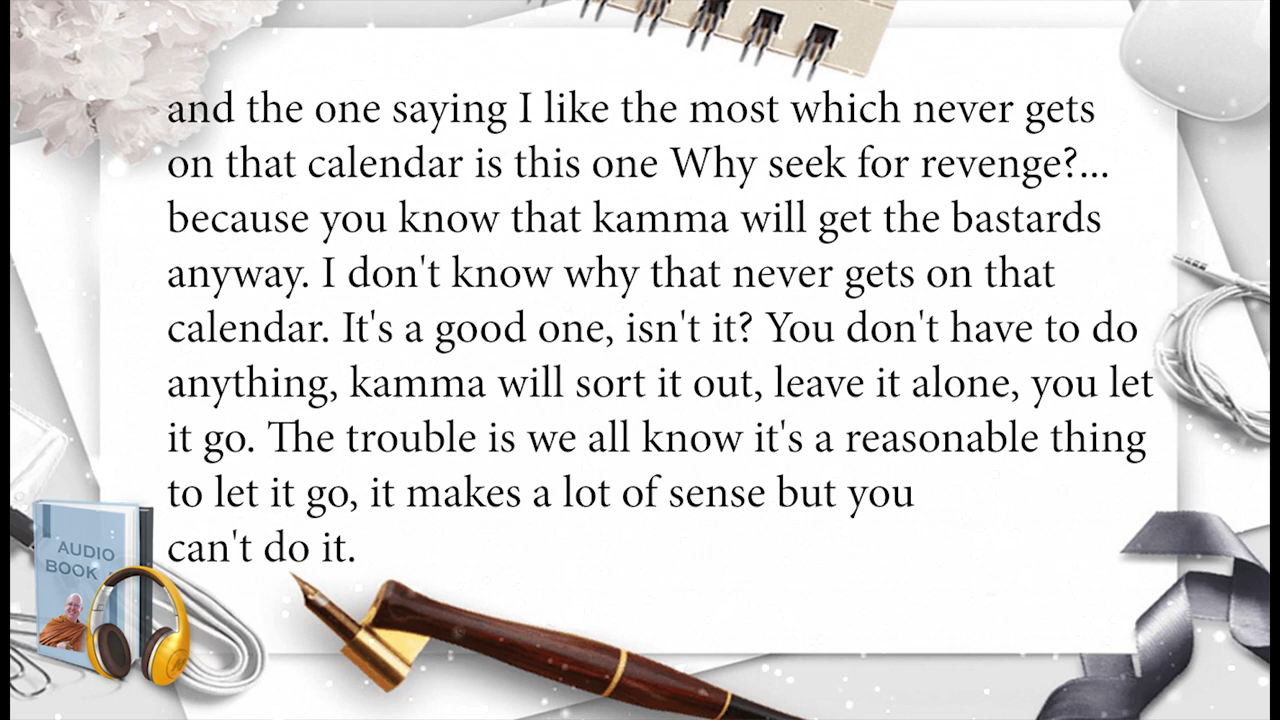 and the one saying I like the most which never gets
on that calendar is this one Why seek for revenge?...
because you know that kamma will get the bastards
anyway. I don't know why that never gets on that
calendar. It's a good one, isn't it? You don't have to do
anything, kamma will sort it out, leave it alone, you let
it go. The trouble is we all know it's a reasonable thing
to let it go, it makes a lot of sense but you
can't do it.
AUDIO
BOOK